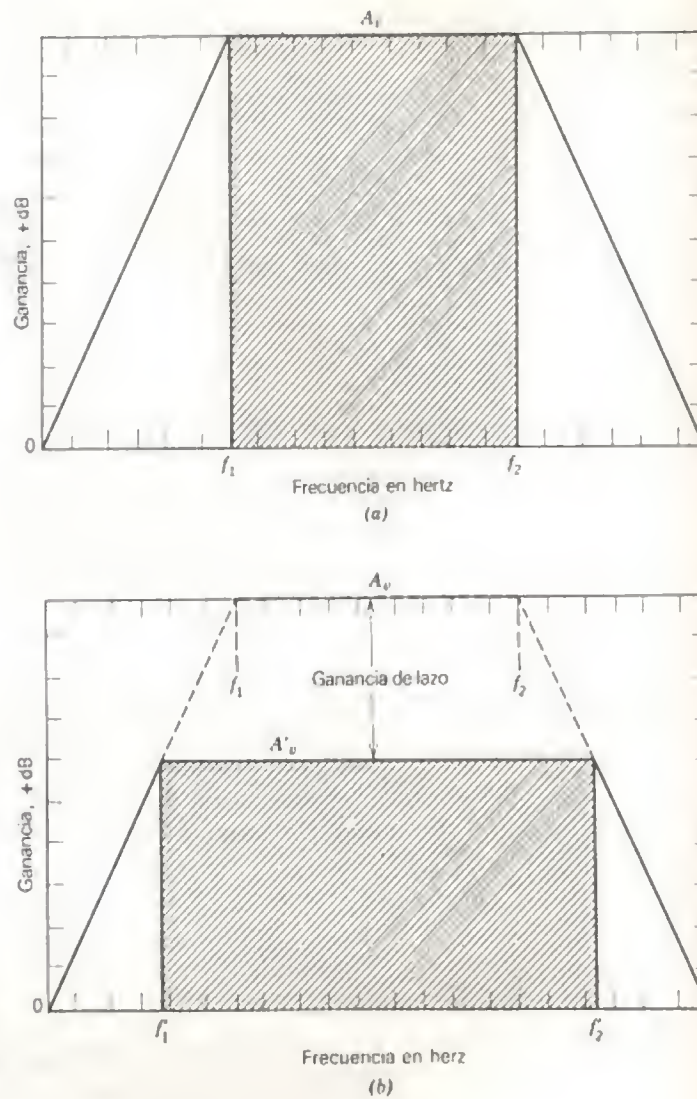 A_v
Ganancia, +dB
0
f_1
f_2
Frecuencia en hertz
(a)
A_v
f_1
Ganancia de lazo
f_2
A'_v
Ganancia, +dB
0
f'_1
f'_2
Frecuencia en herz
(b)